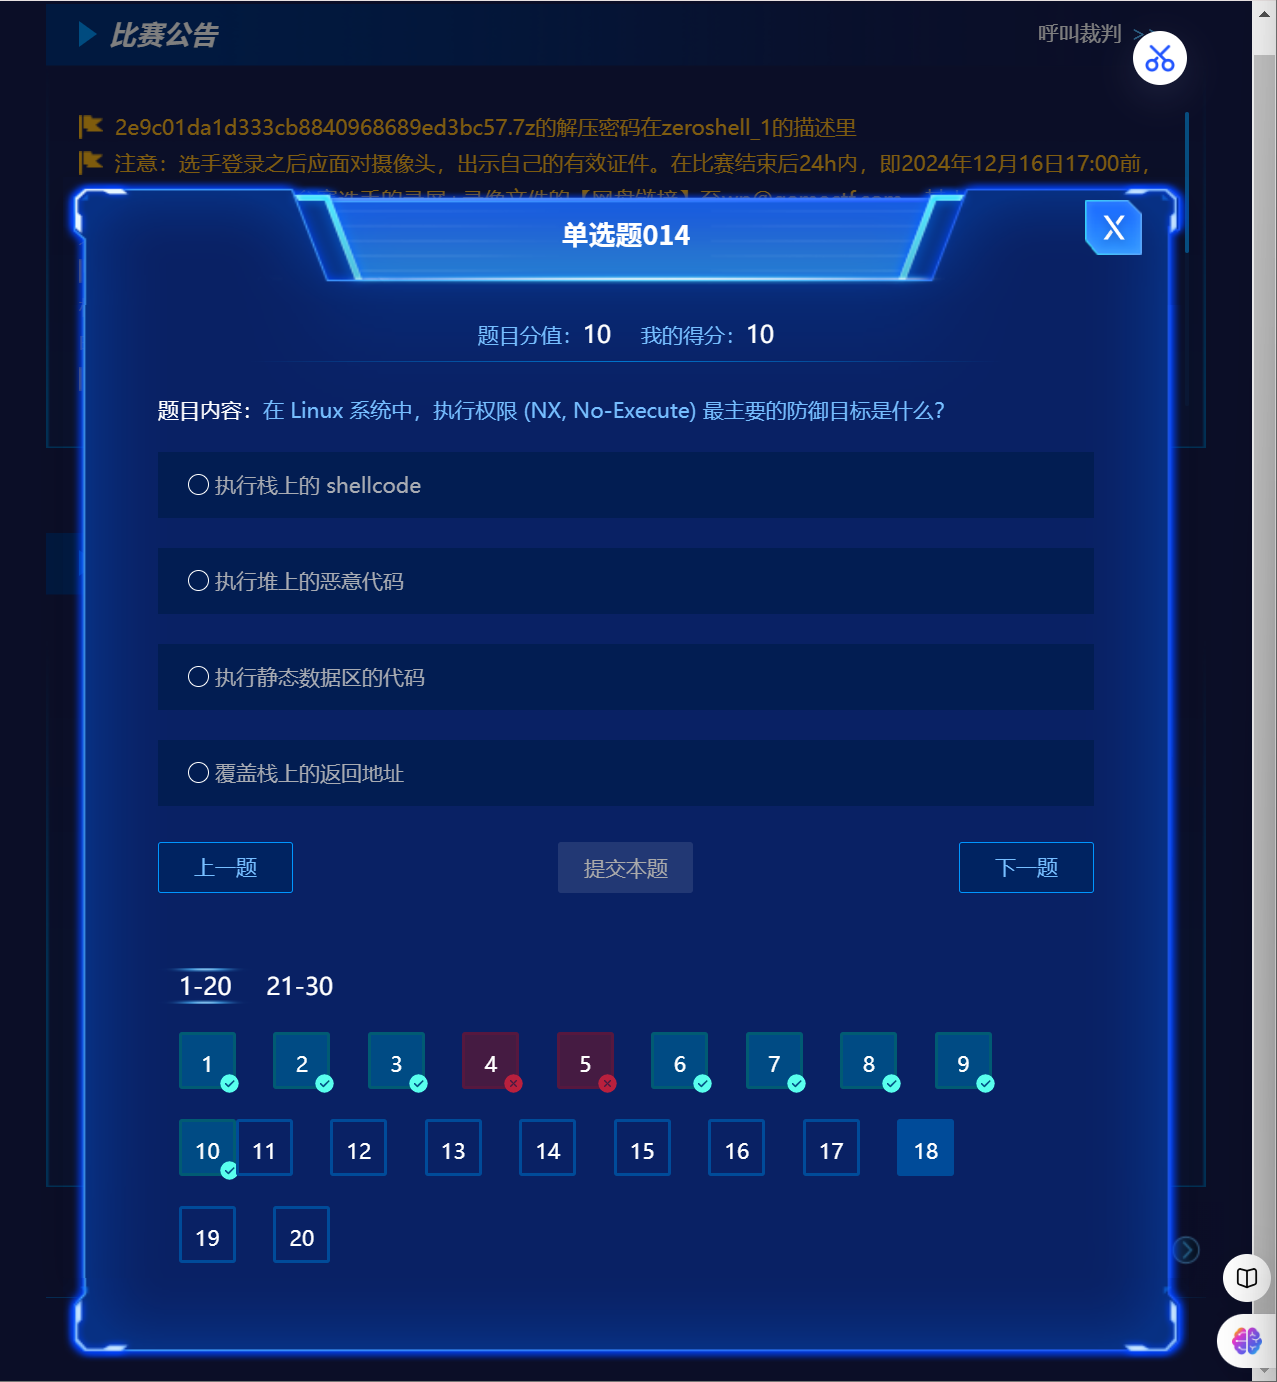 比赛公告
呼叫裁判 >
2e9c01da1d333cb8840968689ed3bc57.7z的解压密码在zeroshell_1的描述里
注意：选手登录之后应面对摄像头，出示自己的有效证件。在比赛结束后24h内，即2024年12月16日17:00前，
单选题014
X
题目分值：10 我的得分：10
题目内容：在 Linux 系统中，执行权限 (NX, No-Execute) 最主要的防御目标是什么？
执行栈上的 shellcode
执行堆上的恶意代码
执行静态数据区的代码
覆盖栈上的返回地址
上一题 提交本题 下一题
1-20 21-30
1 2 3 4 5 6 7 8 9
10 11 12 13 14 15 16 17 18
19 20